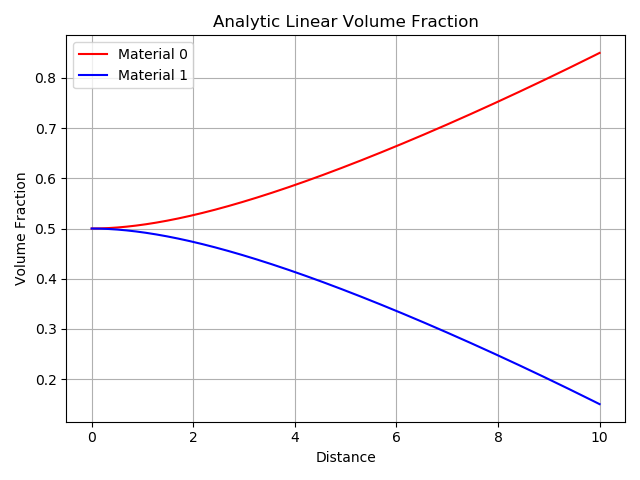 Analytic Linear Volume Fraction
Material 0
Material 1
Volume Fraction
0.8
0.7
0.6
0.5
0.4
0.3
0.2
0 2 4 6 8 10
Distance